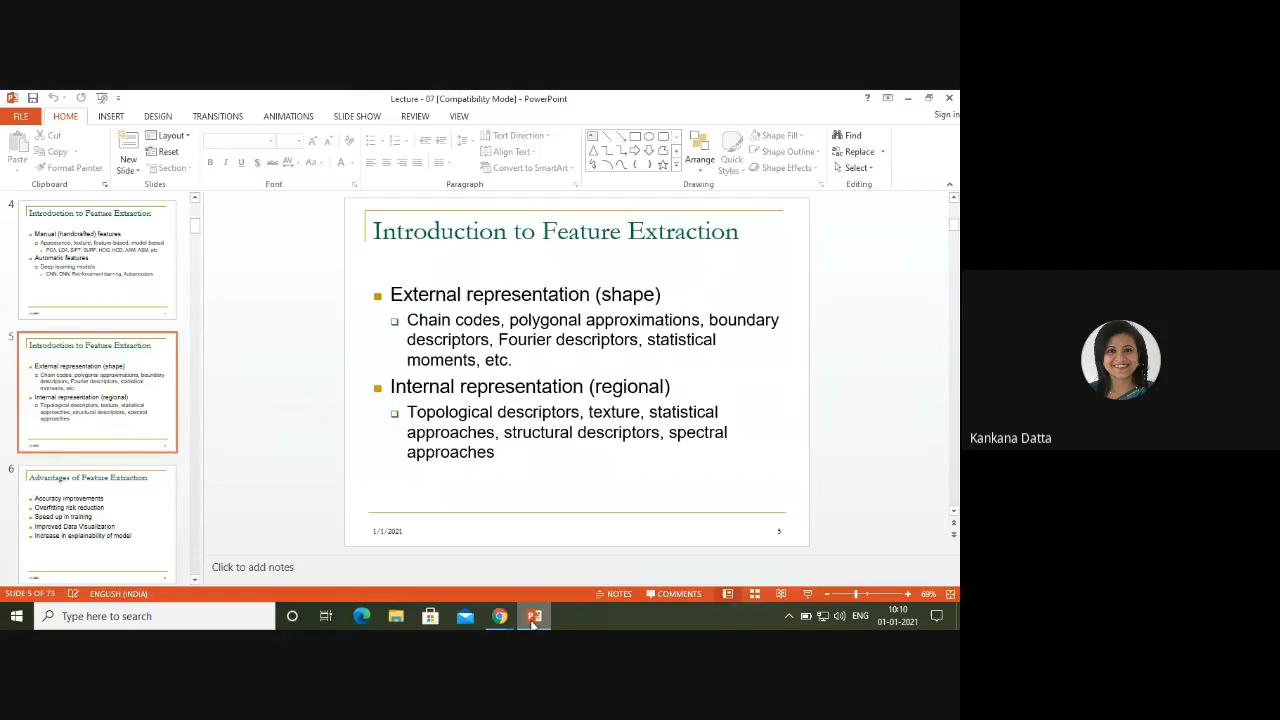 Lecture - 07 [Compatibility Mode] - PowerPoint
Sign in
FILE HOME INSERT DESIGN TRANSITIONS ANIMATIONS SLIDE SHOW REVIEW VIEW
Paste
Cut
Copy
Format Painter
Clipboard
New Slide
Layout
Reset
Section
Slides
Font
Text Direction
Align Text
Convert to SmartArt
Paragraph
Arrange
Quick Styles
Shape Fill
Shape Outline
Shape Effects
Drawing
Find
Replace
Select
Editing
4
Introduction to Feature Extraction
Manual (handcrafted) features
Appearance, texture, feature-based, model-based
PCA, LDA, SIFT, SURF, HOG, HOD, AAM, ASM, etc
Automatic features
Deep learning models
CNN, DNN, Reinforcement learning, Autoencoders
5
Introduction to Feature Extraction
External representation (shape)
Chain codes, polygonal approximations, boundary
descriptors, Fourier descriptors, statistical
moments, etc.
Internal representation (regional)
Topological descriptors, texture, statistical
approaches, structural descriptors, spectral
approaches
6
Advantages of Feature Extraction
Accuracy improvements
Overfitting risk reduction
Speed up in training
Improved Data Visualization
Increase in explainability of model
Introduction to Feature Extraction
External representation (shape)
Chain codes, polygonal approximations, boundary
descriptors, Fourier descriptors, statistical
moments, etc.
Internal representation (regional)
Topological descriptors, texture, statistical
approaches, structural descriptors, spectral
approaches
1/1/2021 5
Click to add notes
Kankana Datta
SLIDE 5 OF 73 ENGLISH (INDIA) NOTES COMMENTS 69%
Type here to search
ENG
10:10
01-01-2021